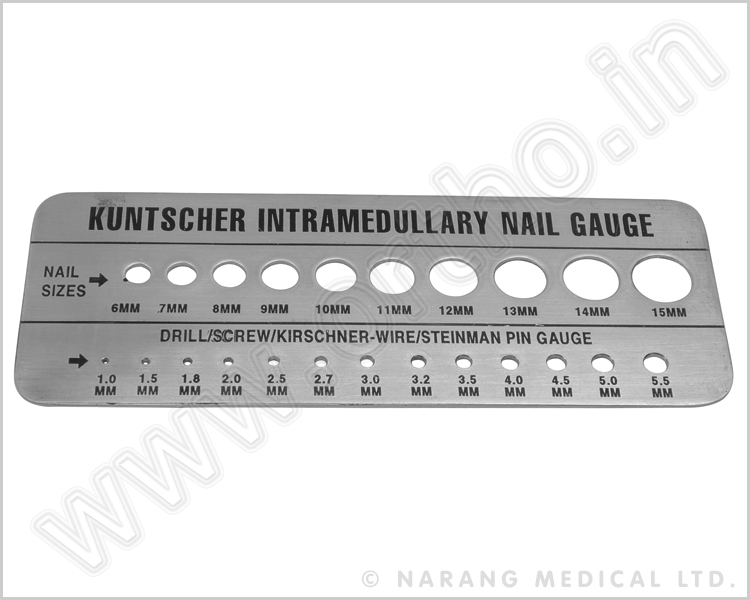 KUNTSCHER INTRAMEDULLARY NAIL GAUGE
NAIL
SIZES
6MM 7MM 8MM 9MM 10MM 11MM 12MM 13MM 14MM 15MM
DRILL/SCREW/KIRSCHNER-WIRE/STEINMAN PIN GAUGE
1.0 1.5 1.8 2.0 2.5 2.7 3.0 3.2 3.5 4.0 4.5 5.0 5.5
MM MM MM MM MM MM MM MM MM MM MM MM MM
www.ortho.in
© NARANG MEDICAL LTD.